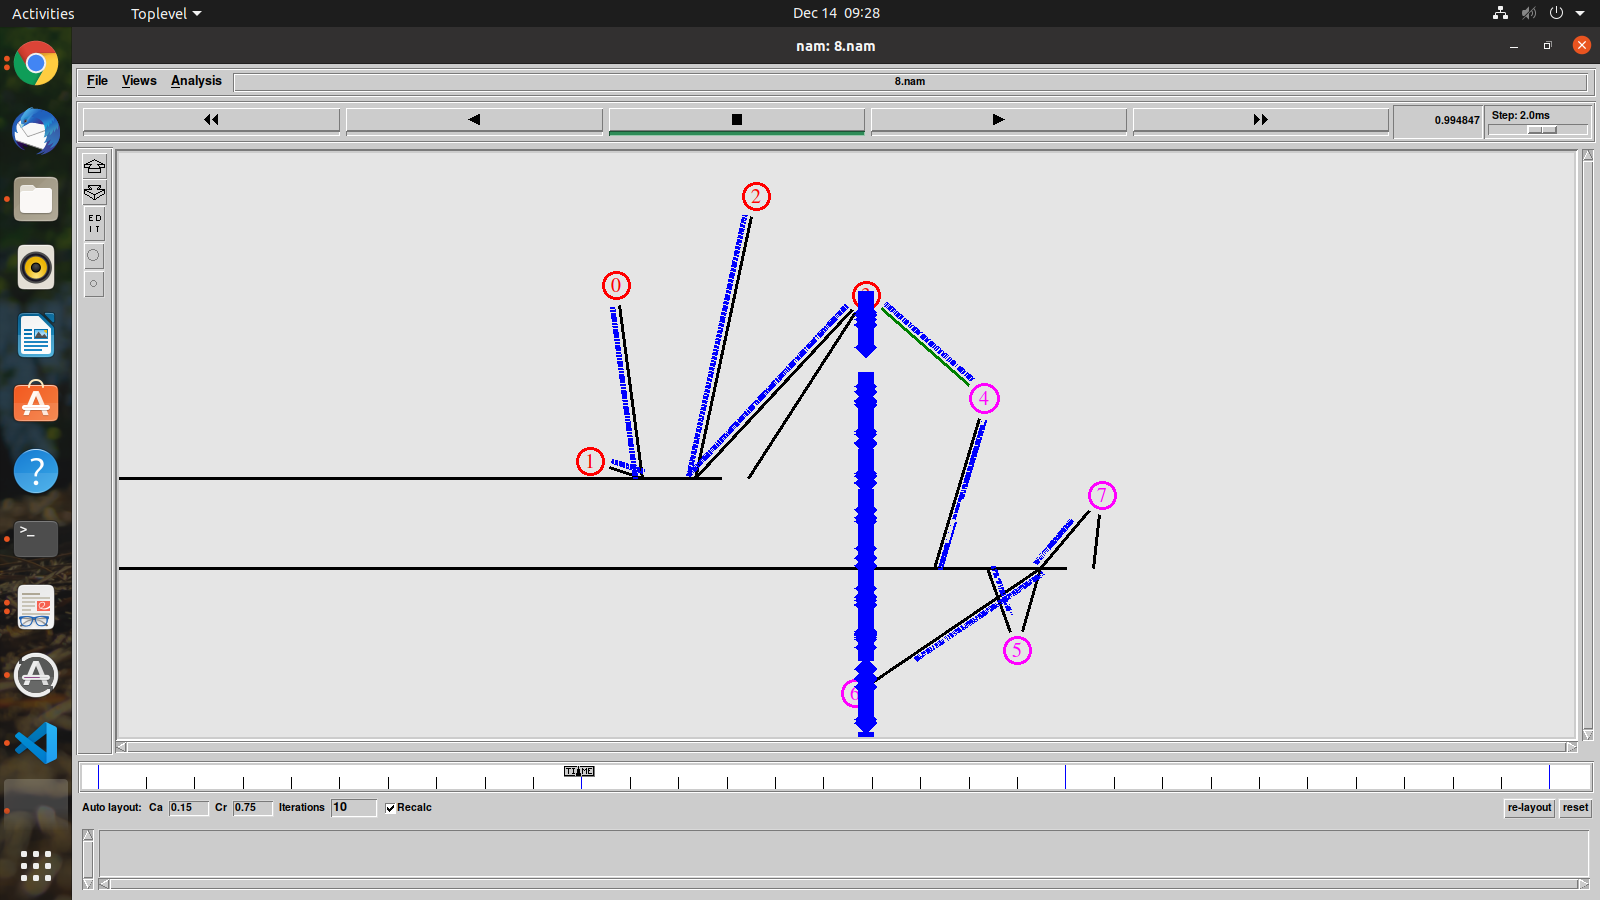 Activities
Toplevel
Dec 14 09:28
nam: 8.nam
File Views Analysis
8.nam
0.994847
Step: 2.0ms
ED
IT
2
0
1
4
7
5
6
TIME
Auto layout: Ca 0.15 Cr 0.75 Iterations 10 Recalc
re-layout reset